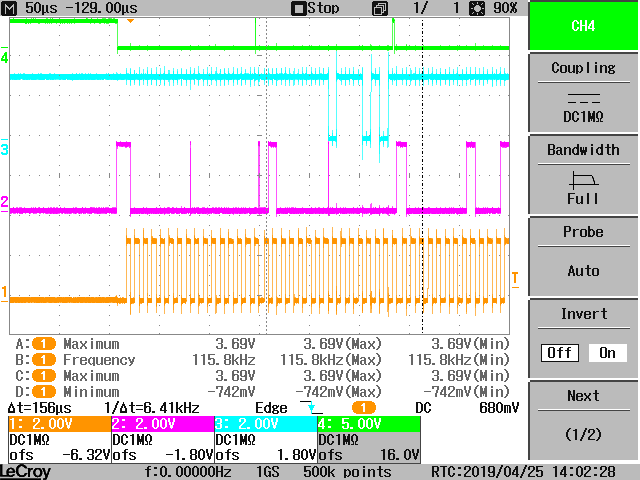 M 50µs -129.00µs Stop 1/ 1 90%
CH4
Coupling
DC1MΩ
Bandwidth
Full
Probe
Auto
Invert
Off On
Next
(1/2)
4
3
2
1
T
A: 1 Maximum 3.69V 3.69V(Max) 3.69V(Min)
B: 1 Frequency 115.8kHz 115.8kHz(Max) 115.8kHz(Min)
C: 1 Maximum 3.69V 3.69V(Max) 3.69V(Min)
D: 1 Minimum -742mV -742mV(Max) -742mV(Min)
Δt=156µs 1/Δt=6.41kHz Edge 1 DC 680mV
1: 2.00V 2: 2.00V 3: 2.00V 4: 5.00V
DC1MΩ DC1MΩ DC1MΩ DC1MΩ
ofs -6.32V ofs -1.80V ofs 1.80V ofs 16.0V
LeCroy f:0.00000Hz 1GS 500k points RTC:2019/04/25 14:02:28